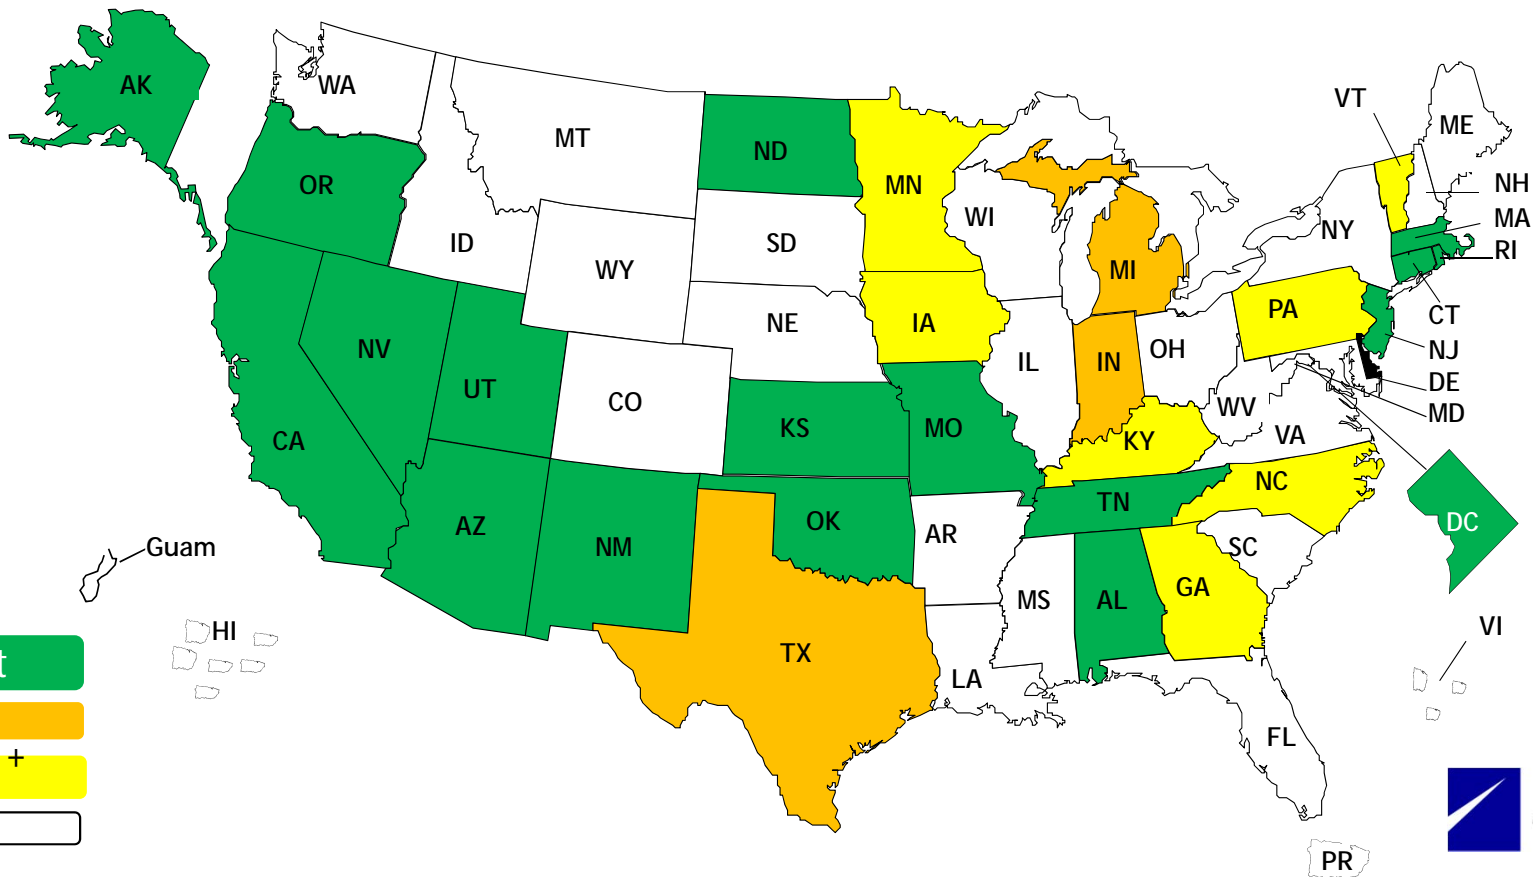 AK
WA
MT
ND
MN
VT
ME
OR
ID
WY
SD
WI
MI
NY
NH
MA
RI
NV
UT
CO
NE
IA
IL
IN
OH
PA
CT
NJ
DE
MD
CA
KS
MO
KY
WV
VA
AZ
NM
OK
AR
TN
NC
DC
Guam
HI
TX
LA
MS
AL
GA
SC
VI
FL
PR
t
+